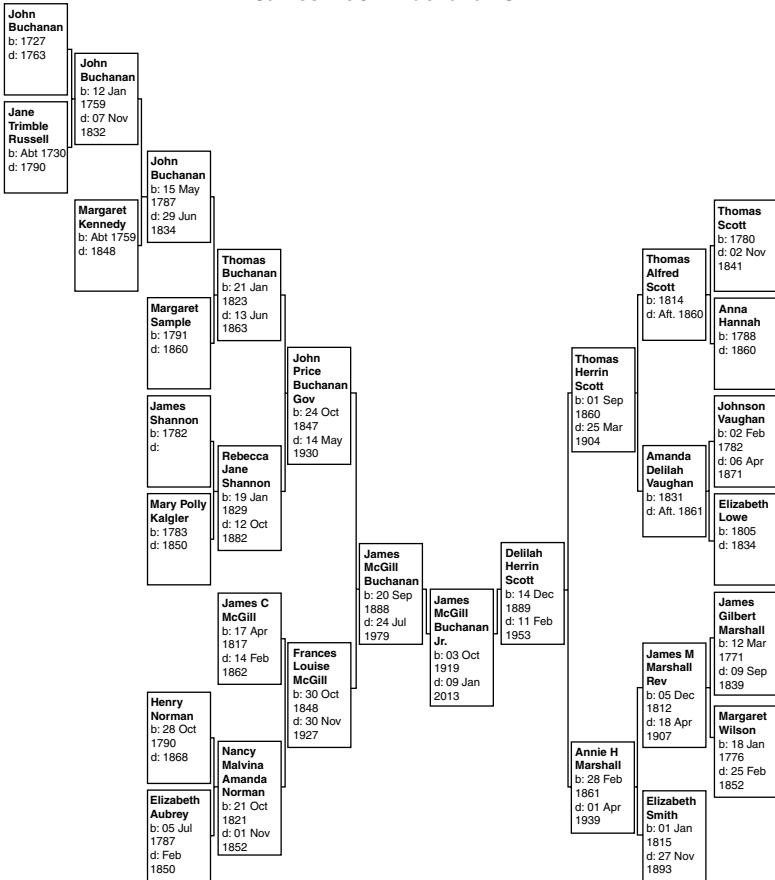 John
Buchanan
b: 1727
d: 1763
Jane
Trimble
Russell
b: Abt 1730
d: 1790
John
Buchanan
b: 12 Jan
1759
d: 07 Nov
1832
Margaret
Kennedy
b: Abt 1759
d: 1848
John
Buchanan
b: 15 May
1787
d: 29 Jun
1834
Margaret
Sample
b: 1791
d: 1860
James
Shannon
b: 1782
d:
Mary Polly
Kalgler
b: 1783
d: 1850
Henry
Norman
b: 28 Oct
1790
d: 1868
Elizabeth
Aubrey
b: 05 Jul
1787
d: Feb
1850
Thomas
Buchanan
b: 21 Jan
1823
d: 13 Jun
1863
Rebecca
Jane
Shannon
b: 19 Jan
1829
d: 12 Oct
1882
James C
McGill
b: 17 Apr
1817
d: 14 Feb
1862
Nancy
Malvina
Amanda
Norman
b: 21 Oct
1821
d: 01 Nov
1852
John
Price
Buchanan
Gov
b: 24 Oct
1847
d: 14 May
1930
Frances
Louise
McGill
b: 30 Oct
1848
d: 30 Nov
1927
James
McGill
Buchanan
b: 20 Sep
1888
d: 24 Jul
1979
James
McGill
Buchanan
Jr.
b: 03 Oct
1919
d: 09 Jan
2013
Delilah
Herrin
Scott
b: 14 Dec
1889
d: 11 Feb
1953
Thomas
Herrin
Scott
b: 01 Sep
1860
d: 25 Mar
1904
Annie H
Marshall
b: 28 Feb
1861
d: 01 Apr
1939
Thomas
Alfred
Scott
b: 1814
d: Aft. 1860
Amanda
Delilah
Vaughan
b: 1831
d: Aft. 1861
James M
Marshall
Rev
b: 05 Dec
1812
d: 18 Apr
1907
Elizabeth
Smith
b: 01 Jan
1815
d: 27 Nov
1893
Thomas
Scott
b: 1780
d: 02 Nov
1841
Anna
Hannah
b: 1788
d: 1860
Johnson
Vaughan
b: 02 Feb
1782
d: 06 Apr
1871
Elizabeth
Lowe
b: 1805
d: 1834
James
Gilbert
Marshall
b: 12 Mar
1771
d: 09 Sep
1839
Margaret
Wilson
b: 18 Jan
1776
d: 25 Feb
1852